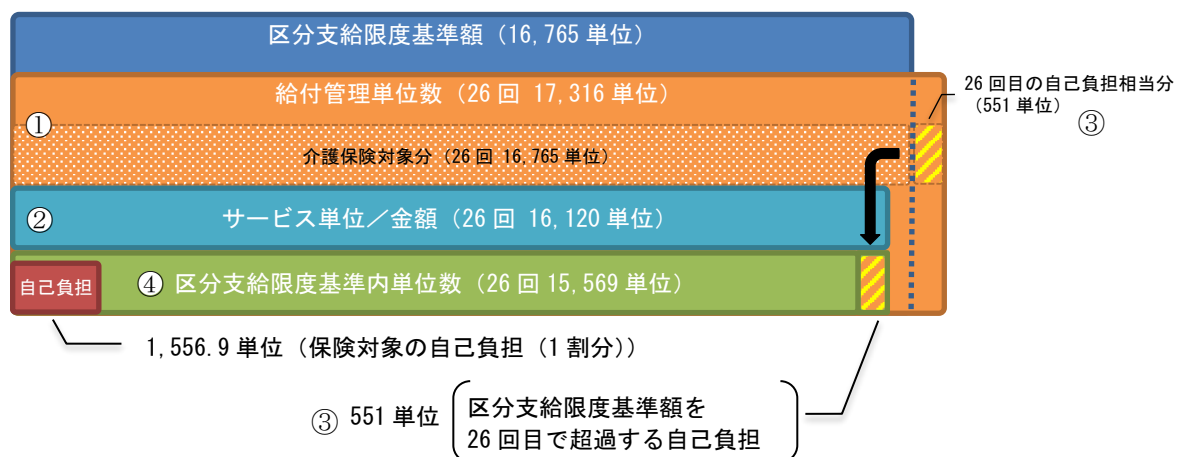 区分支給限度基準額（16,765 単位）
給付管理単位数（26 回 17,316 単位）
26 回目の自己負担相当分
（551 単位）
③
①
介護保険対象分（26 回 16,765 単位）
② サービス単位／金額（26 回 16,120 単位）
自己負担 ④ 区分支給限度基準内単位数（26 回 15,569 単位）
1,556.9 単位（保険対象の自己負担（1 割分））
③ 551 単位
区分支給限度基準額を
26 回目で超過する自己負担